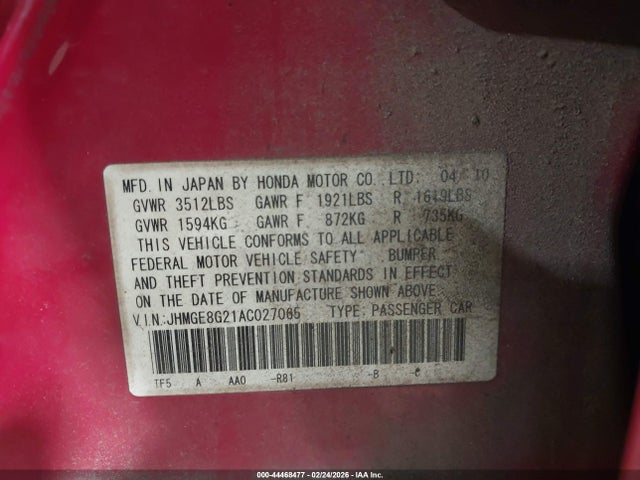 MFD. IN JAPAN BY HONDA MOTOR CO. LTD: 04 10
GVWR 3512LBS GAWR F 1921LBS R 1619LBS
GVWR 1594KG GAWR F 872KG R 735KG
THIS VEHICLE CONFORMS TO ALL APPLICABLE
FEDERAL MOTOR VEHICLE SAFETY BUMPER
AND THEFT PREVENTION STANDARDS IN EFFECT
ON THE DATE OF MANUFACTURE SHOWN ABOVE.
V.I.N.:JHMGE8G21AC027065 TYPE: PASSENGER CAR
TF5 A AA0 -R81 -B -C
000-44468477 - 02/24/2026 - IAAI.com